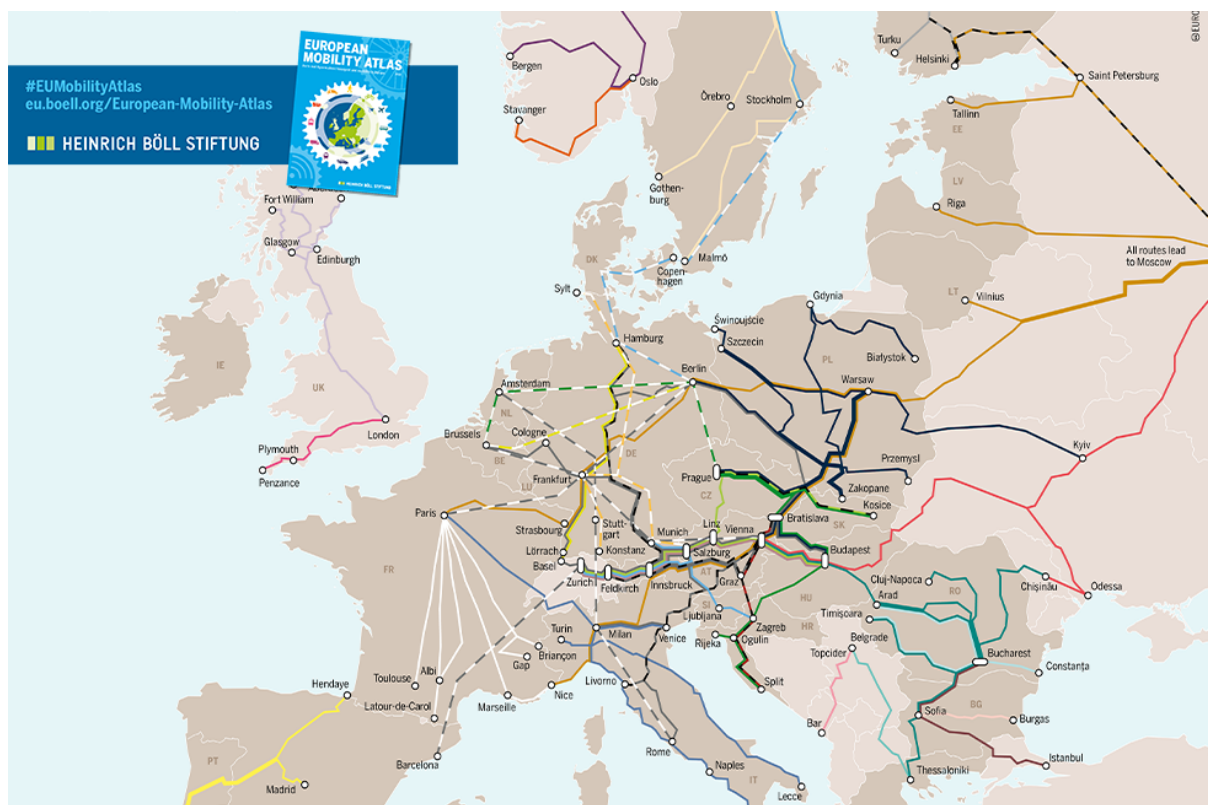 EUROPEAN
MOBILITY ATLAS
#EUMobilityAtlas
eu.boell.org/European-Mobility-Atlas
HEINRICH BÖLL STIFTUNG
HEINRICH BÖLL STIFTUNG
©EURO
Bergen
Oslo
Stavanger
Örebro
Stockholm
Gothen-
burg
Turku
Helsinki
Saint Petersburg
Tallinn
EE
LV
Riga
All routes lead
to Moscow
LT
Vilnius
Fort William
Glasgow
Edinburgh
IE
UK
London
Plymouth
Penzance
DK
Copen-
hagen
Malmö
Sylt
Hamburg
Gdynia
Świnoujście
Szczecin
Białystok
PL
Berlin
Warsaw
Amsterdam
NL
Brussels
BE
Cologne
DE
LU
Frankfurt
Prague
CZ
Przemyśl
Zakopane
Kosice
SK
Kyiv
Paris
Strasbourg
Stutt-
gart
Munich
Linz
Vienna
Bratislava
Lörrach
Basel
Konstanz
Salzburg
Budapest
Zurich
Feldkirch
Innsbruck
AT
Graz
FR
SI
Ljubljana
HU
HR
Zagreb
Cluj-Napoca
RO
Arad
Chişinău
Odessa
Timişoara
Turin
Milan
Venice
Rijeka
Ogulin
Belgrade
Topcider
Bucharest
Briançon
Gap
Constanța
Toulouse
Albi
Livorno
Split
Hendaye
Latour-de-Carol
Marseille
Nice
Bar
Sofia
BG
Burgas
Rome
Istanbul
PT
Madrid
Barcelona
Naples
IT
Lecce
Thessaloniki